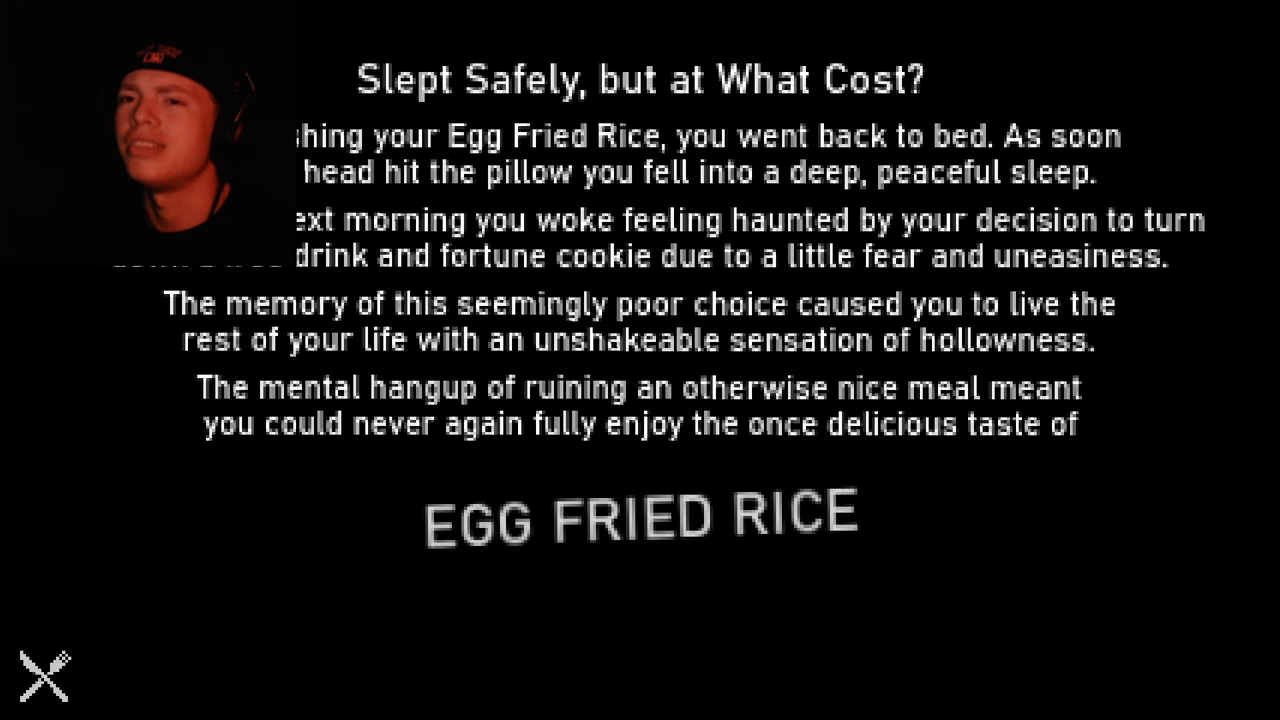 Slept Safely, but at What Cost?
shing your Egg Fried Rice, you went back to bed. As soon
head hit the pillow you fell into a deep, peaceful sleep.
ext morning you woke feeling haunted by your decision to turn
drink and fortune cookie due to a little fear and uneasiness.
The memory of this seemingly poor choice caused you to live the
rest of your life with an unshakeable sensation of hollowness.
The mental hangup of ruining an otherwise nice meal meant
you could never again fully enjoy the once delicious taste of
EGG FRIED RICE